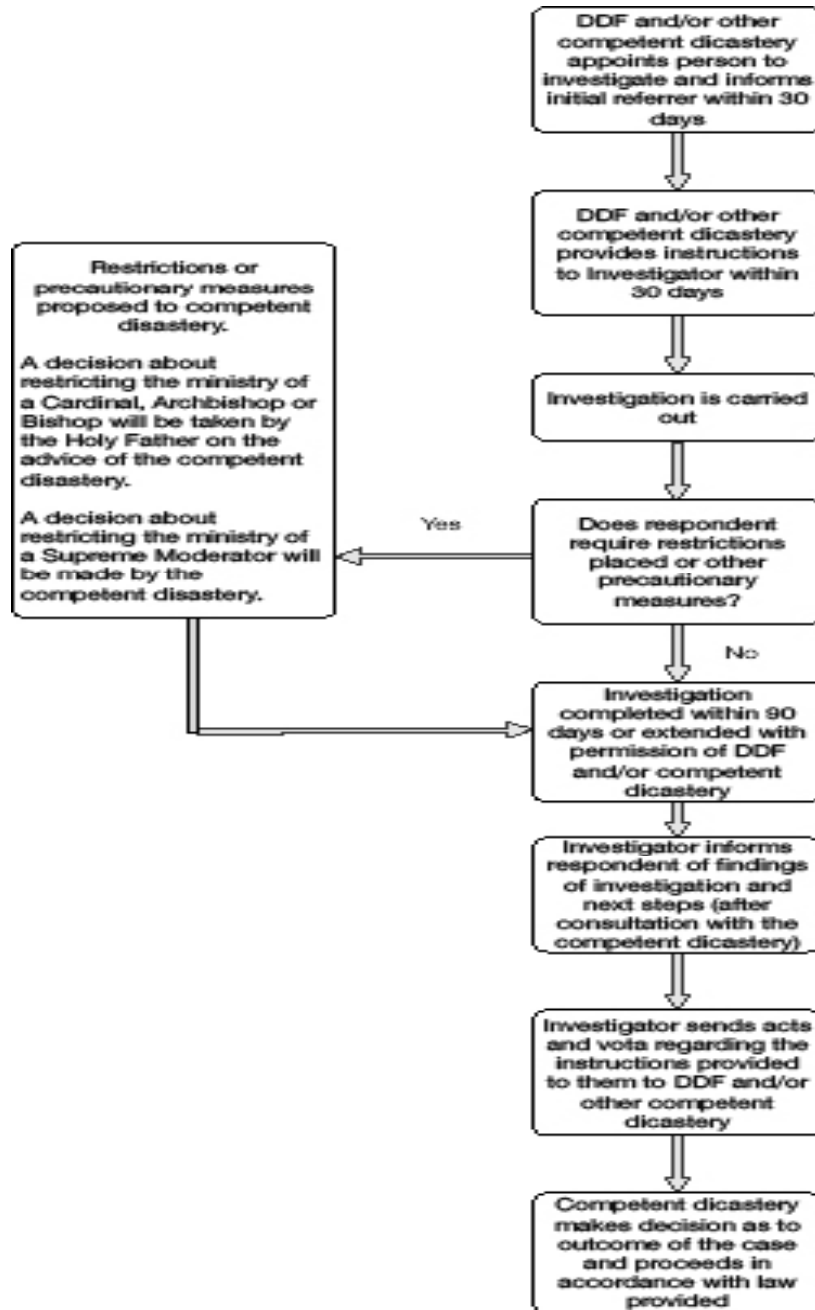 DDF and/or other
competent dicastery
appoints person to
investigate and informs
initial referrer within 30
days
DDF and/or other
competent dicastery
provides instructions
to Investigator within
30 days
Investigation is carried
out
Does respondent
require restrictions
placed or other
precautionary
measures?
Yes
Restrictions or
precautionary measures
proposed to competent
disastery.
A decision about
restricting the ministry of
a Cardinal, Archbishop or
Bishop will be taken by
the Holy Father on the
advice of the competent
disastery.
A decision about
restricting the ministry of
a Supreme Moderator will
be made by the
competent disastery.
No
Investigation
completed within 90
days or extended with
permission of DDF
and/or competent
dicastery
Investigator informs
respondent of findings
of investigation and
next steps (after
consultation with the
competent dicastery)
Investigator sends acts
and vota regarding the
instructions provided
to them to DDF and/or
other competent
dicastery
Competent dicastery
makes decision as to
outcome of the case
and proceeds in
accordance with law
provided